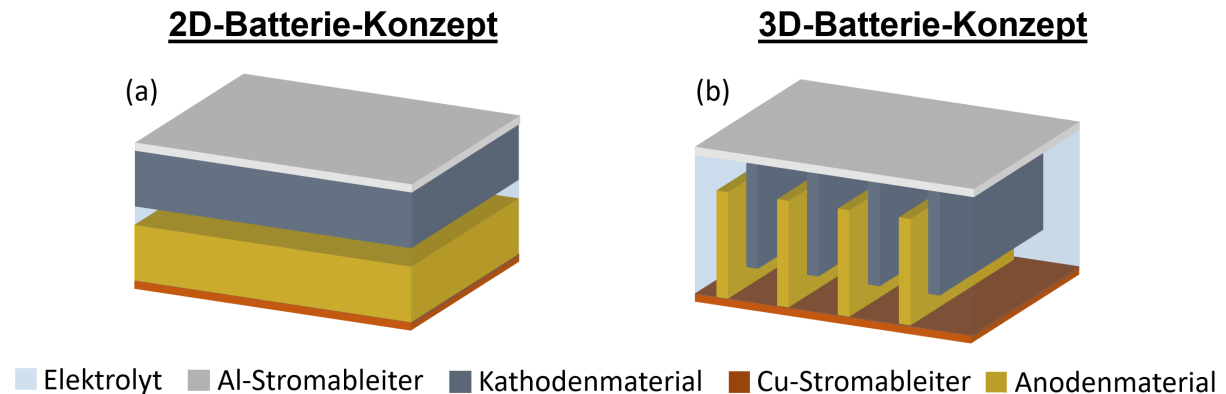 2D-Batterie-Konzept
3D-Batterie-Konzept
(a)
(b)
Elektrolyt
Al-Stromableiter
Kathodenmaterial
Cu-Stromableiter
Anodenmaterial